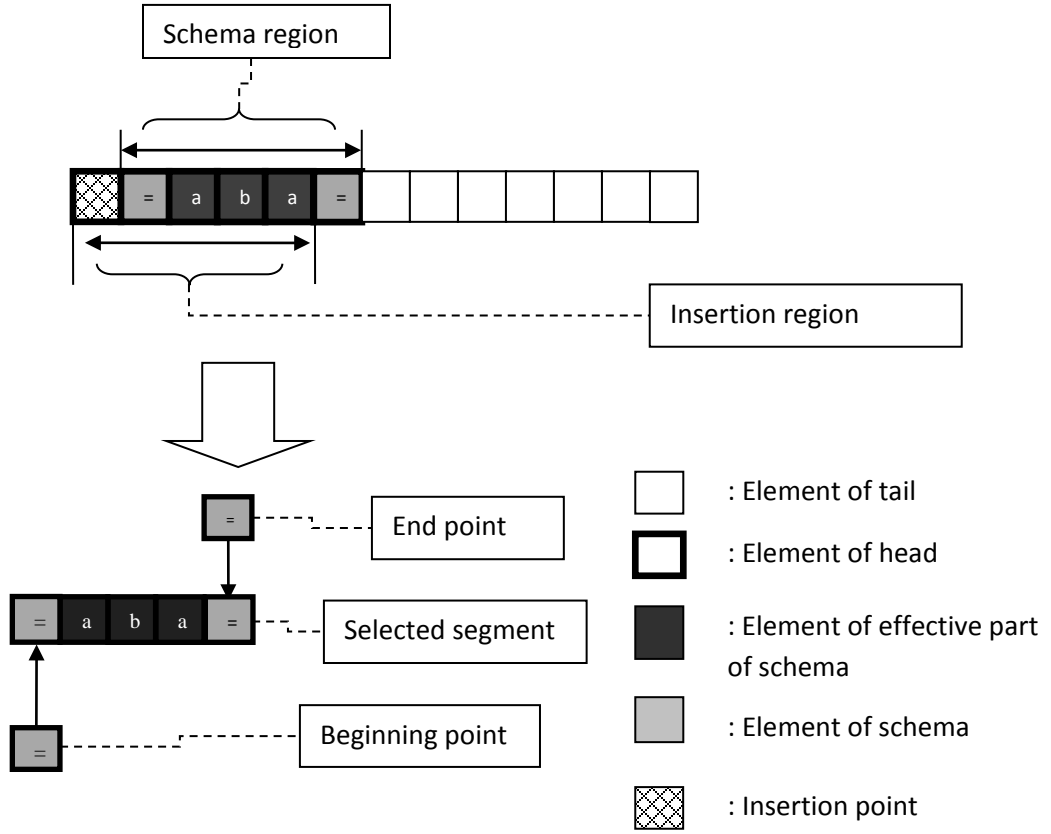 Schema region
= a b a =
Insertion region
=
End point
= a b a =
Selected segment
=
Beginning point
: Element of tail
: Element of head
: Element of effective part
of schema
: Element of schema
: Insertion point